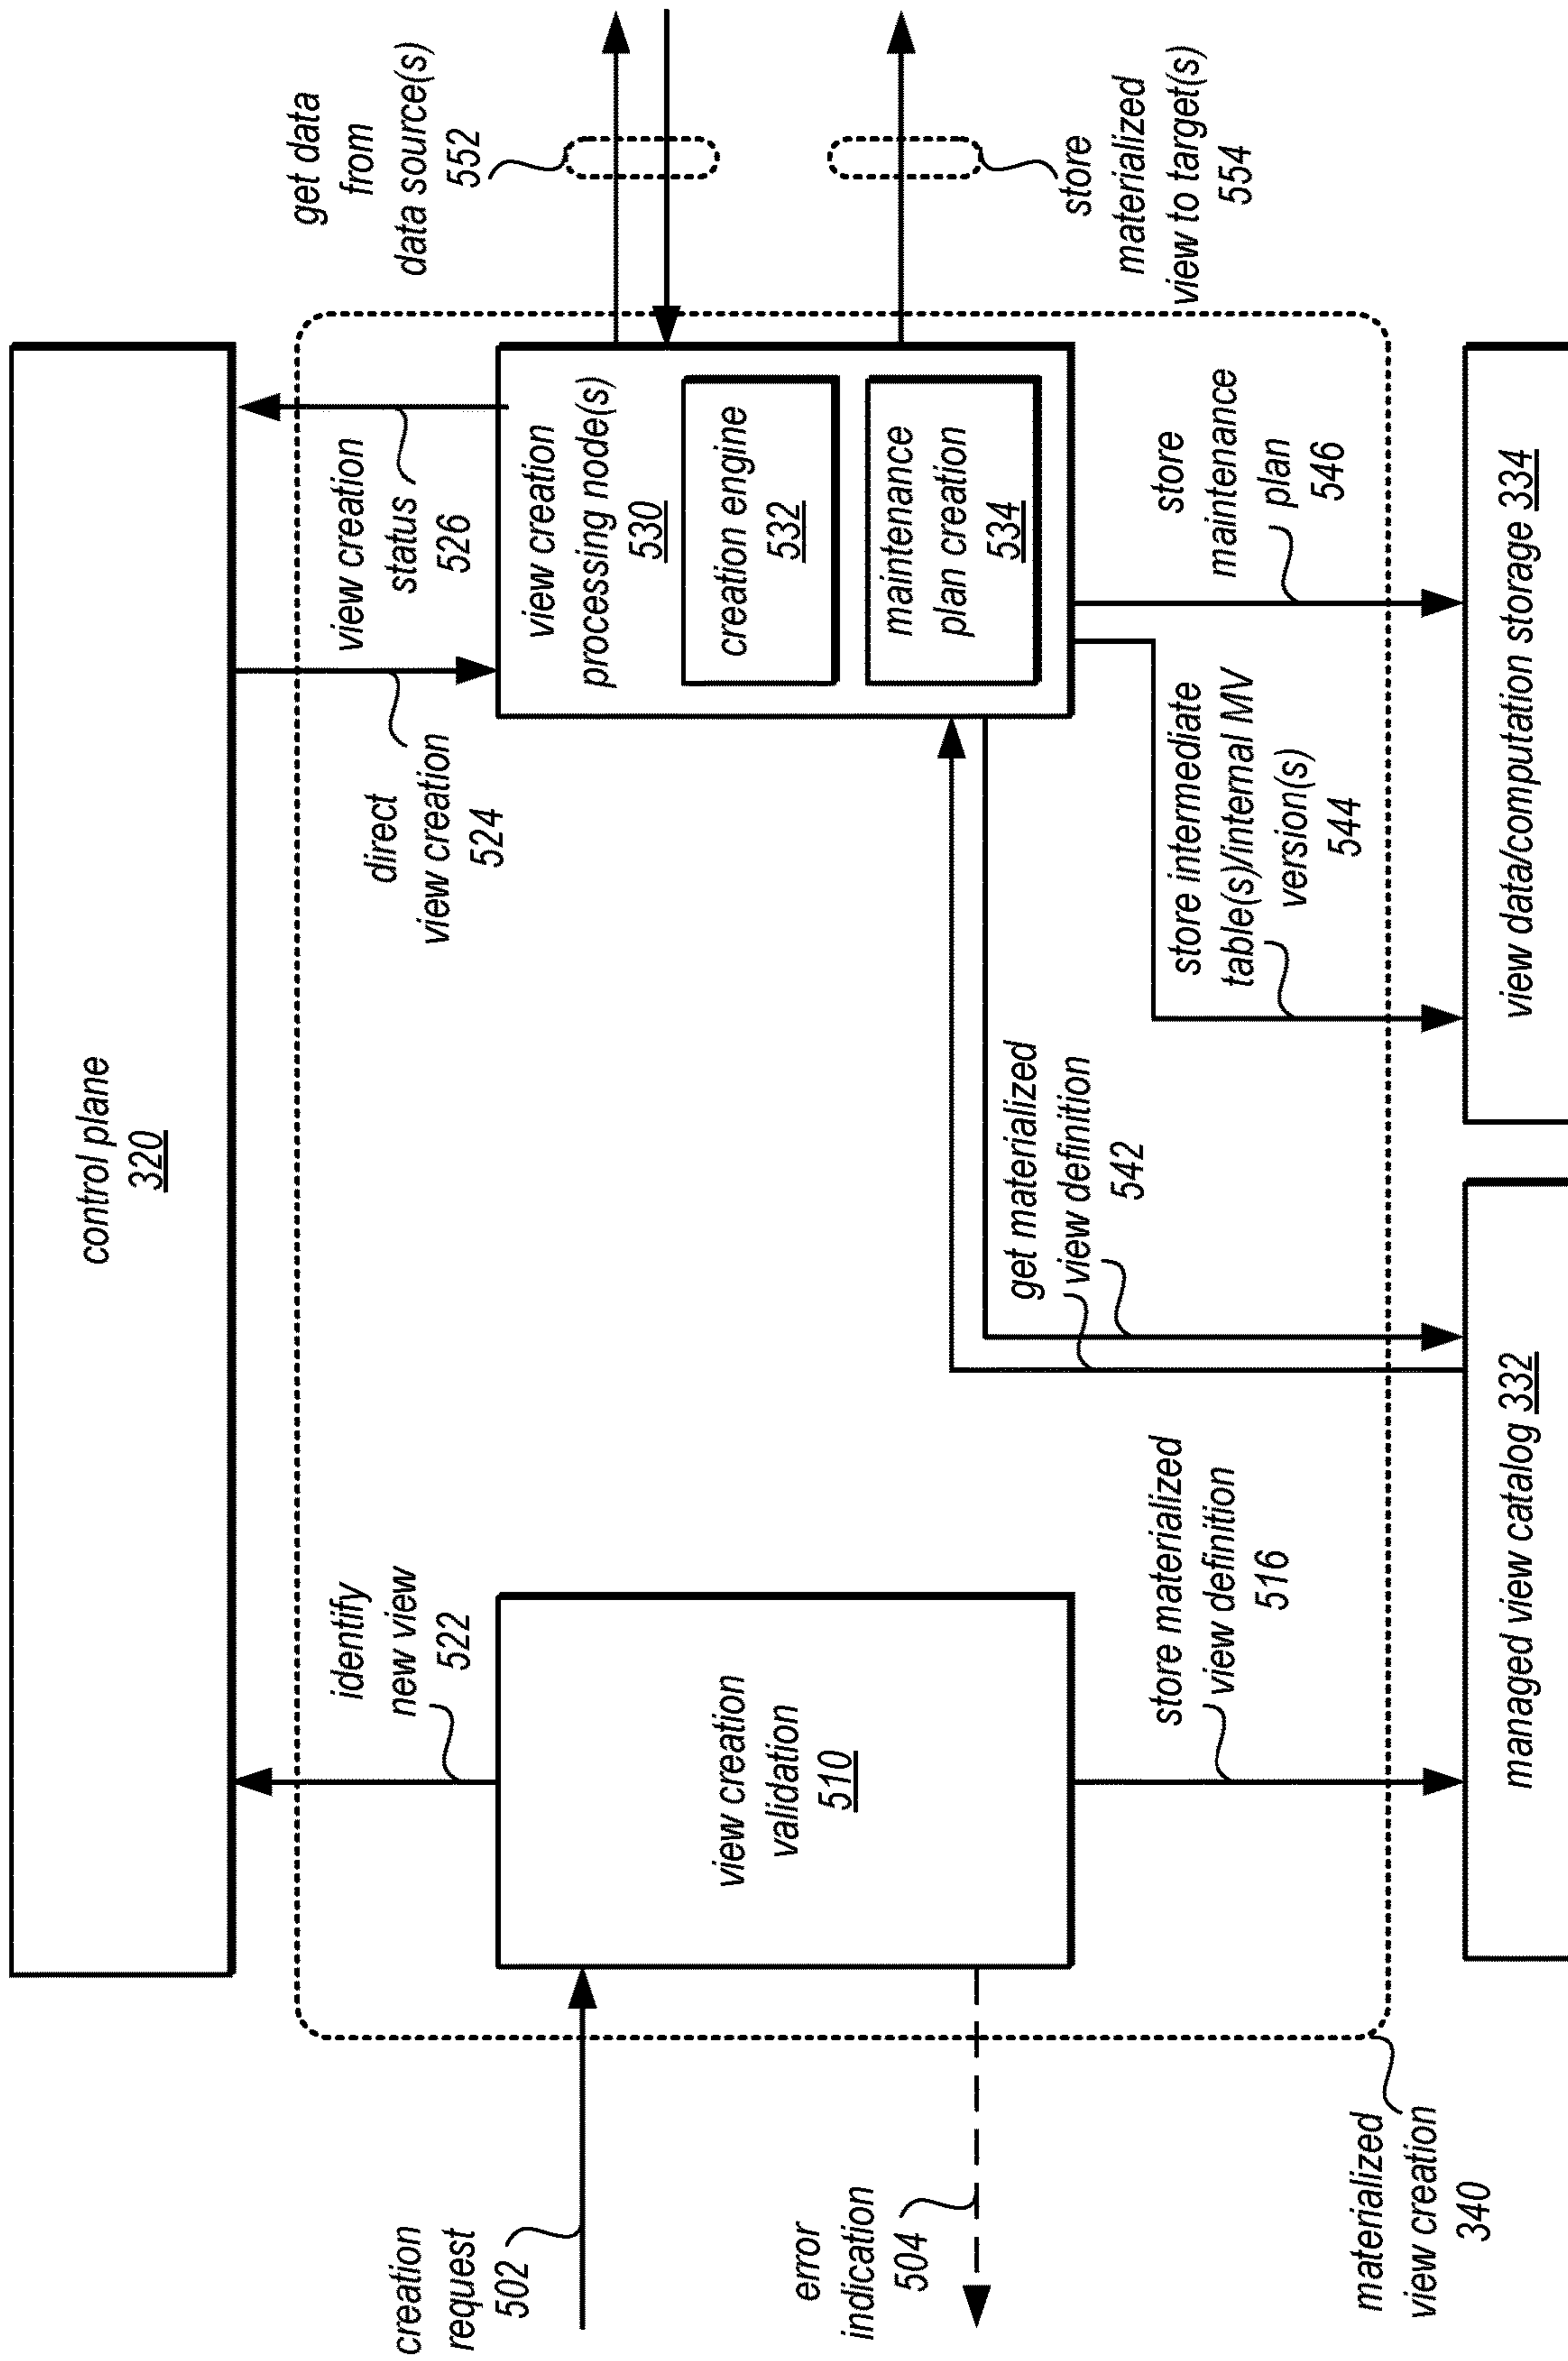 control plane
320
identify
new view
522
direct
view creation
524
view creation
status
526
get data
from
data source(s)
552
creation
request
502
view creation
validation
510
view creation
processing node(s)
530
creation engine
532
maintenance
plan creation
534
error
indication
504
store
materialized
view to target(s)
554
get materialized
view definition
542
store materialized
view definition
516
store intermediate
table(s)/internal MV
version(s)
544
store
maintenance
plan
546
materialized
view creation
340
managed view catalog 332
view data/computation storage 334